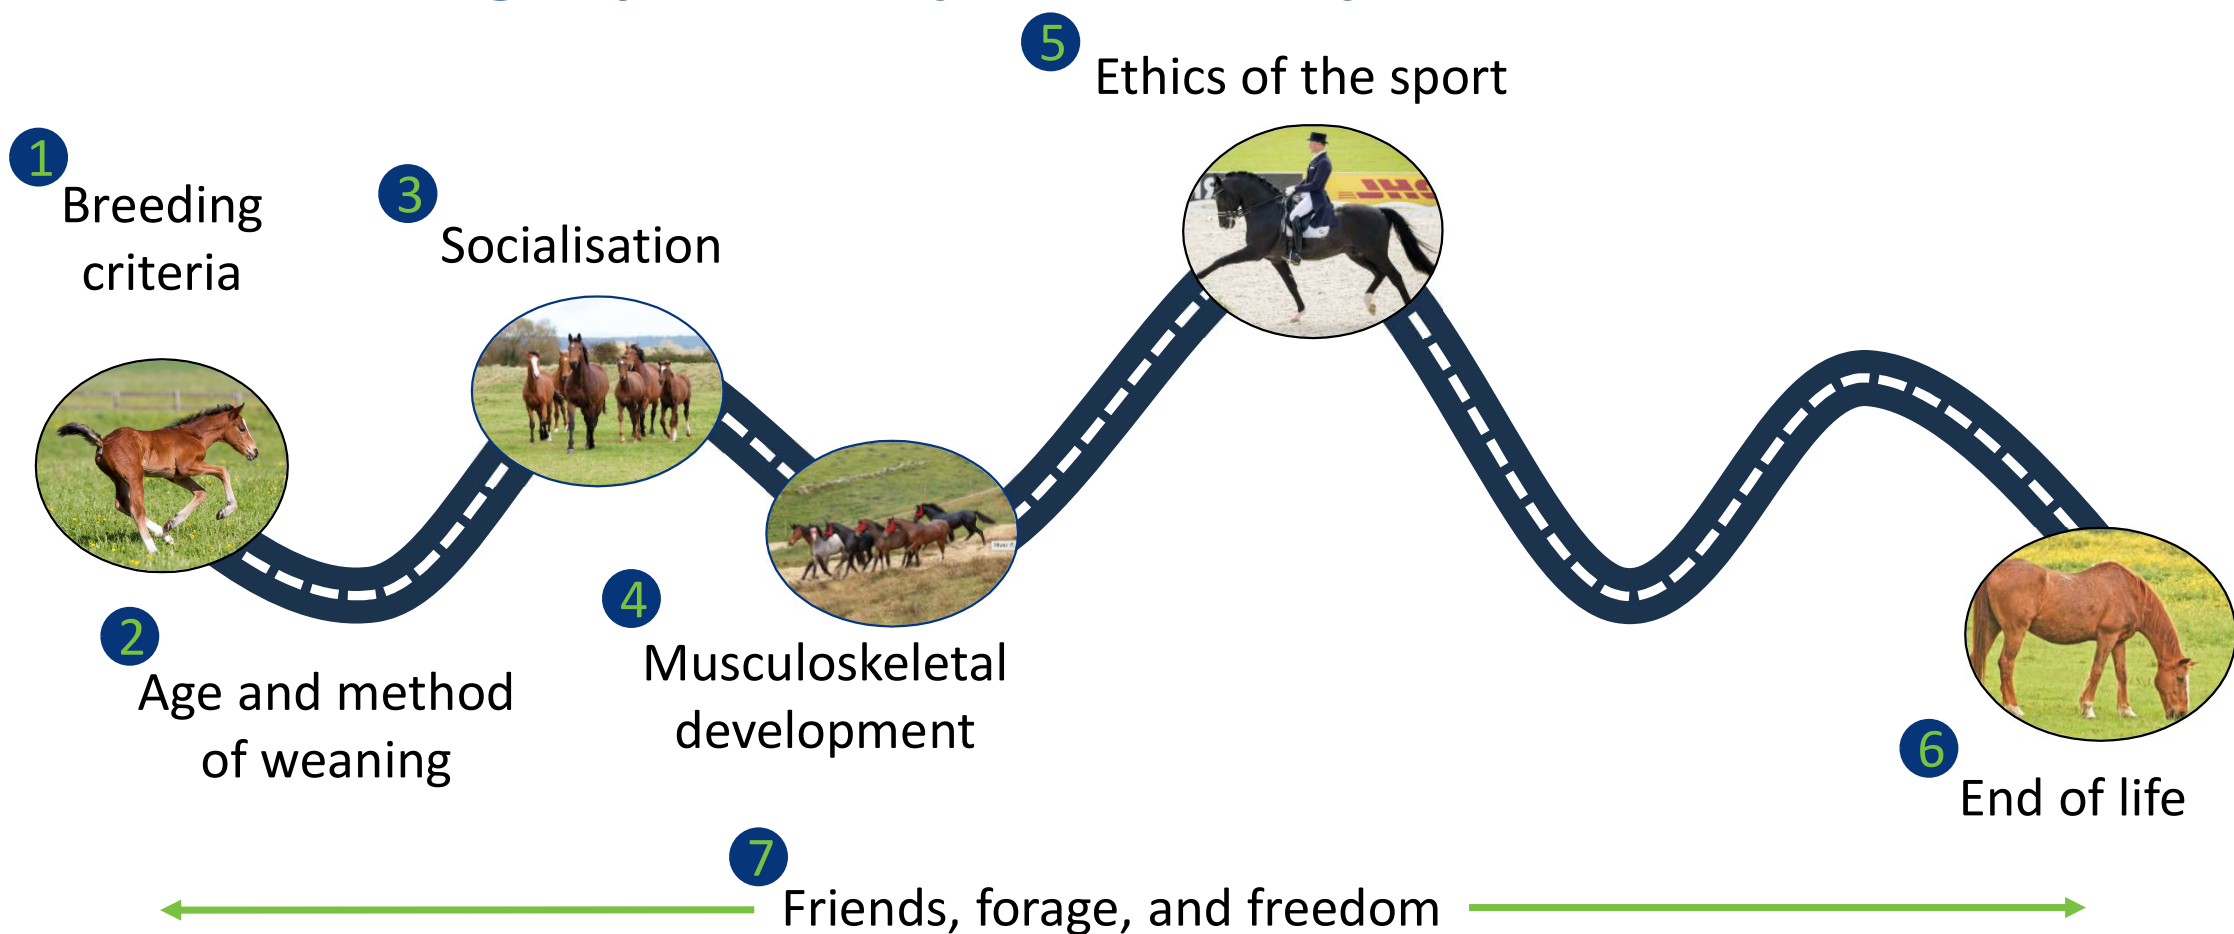 5
Ethics of the sport
1
Breeding
criteria
3
Socialisation
2
Age and method
of weaning
4
Musculoskeletal
development
6
End of life
7
Friends, forage, and freedom